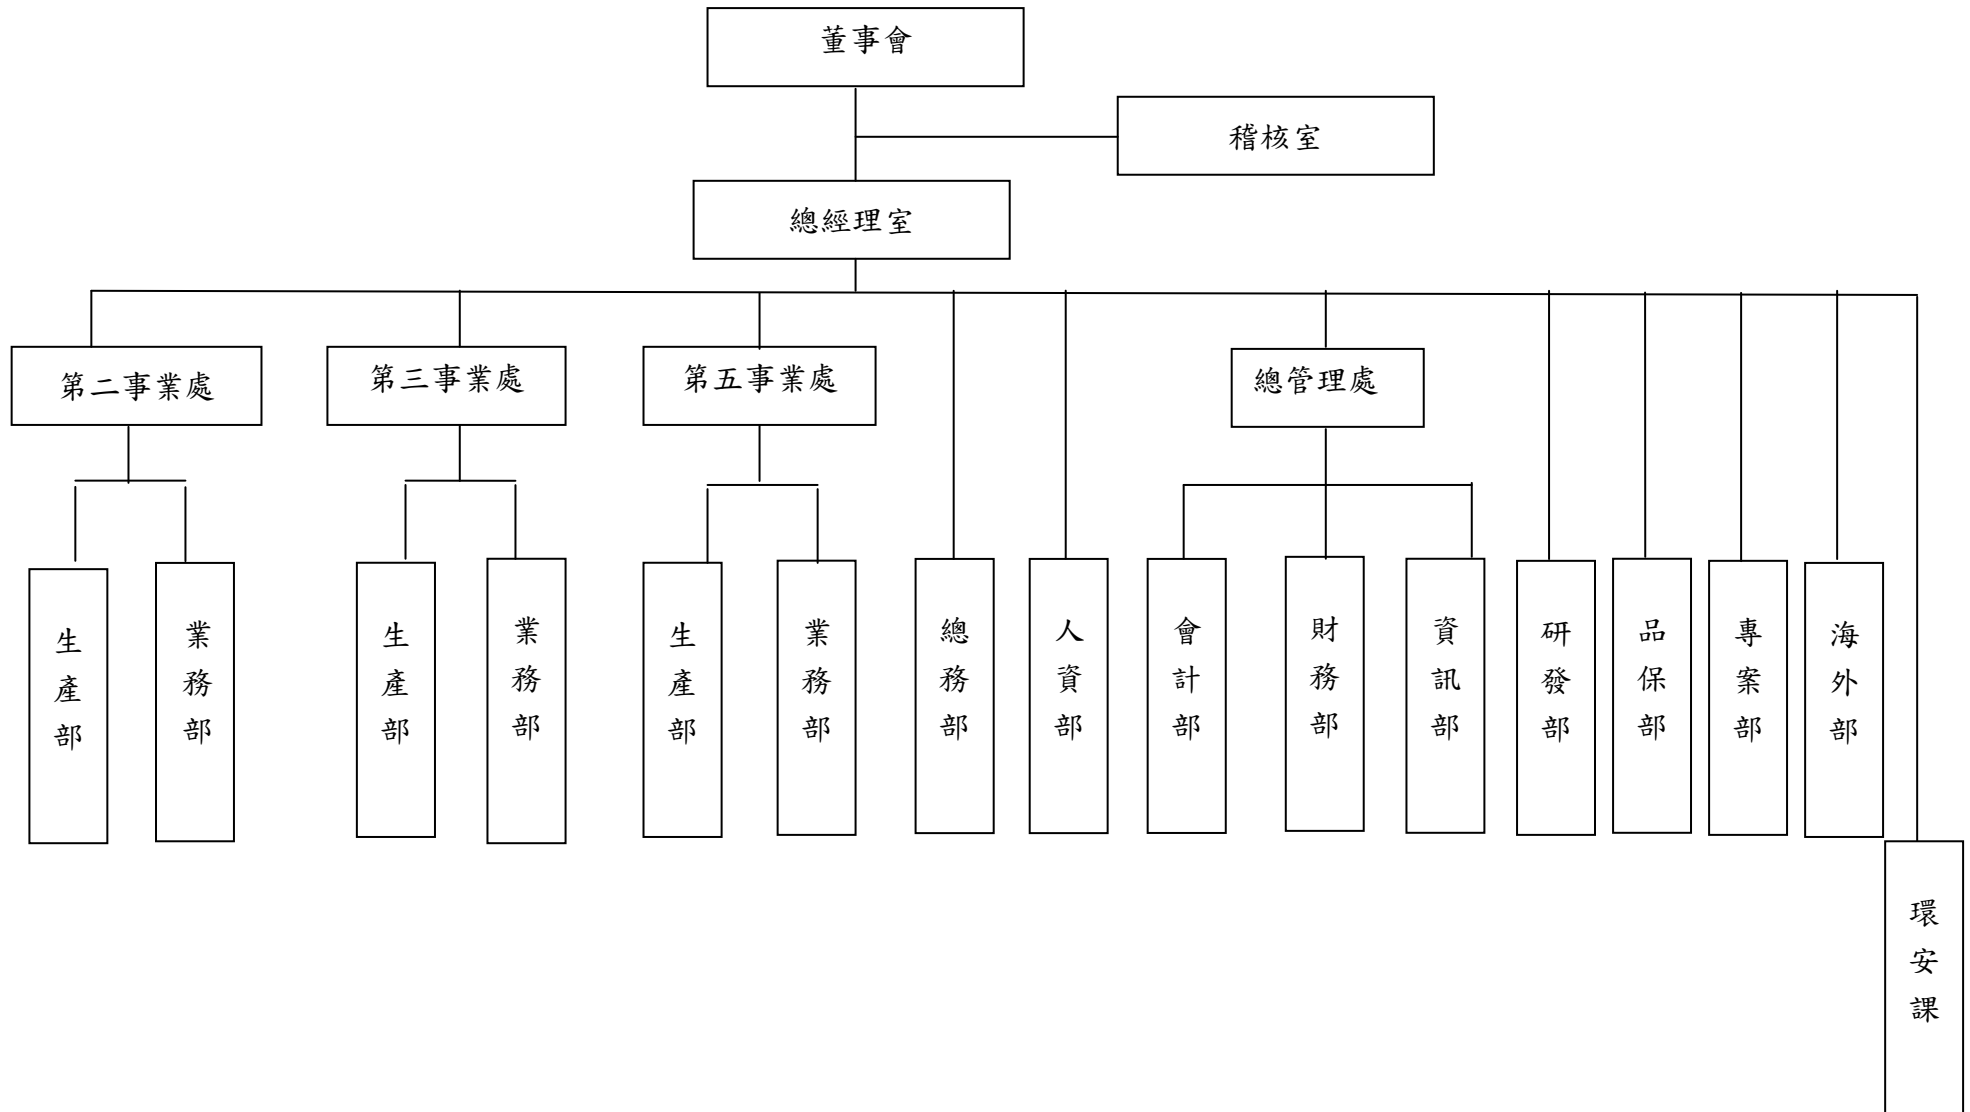 董事會
稽核室
總經理室
第二事業處
第三事業處
第五事業處
總管理處
生產部
業務部
生產部
業務部
生產部
業務部
總務部
人資部
會計部
財務部
資訊部
研發部
品保部
專案部
海外部
環安課